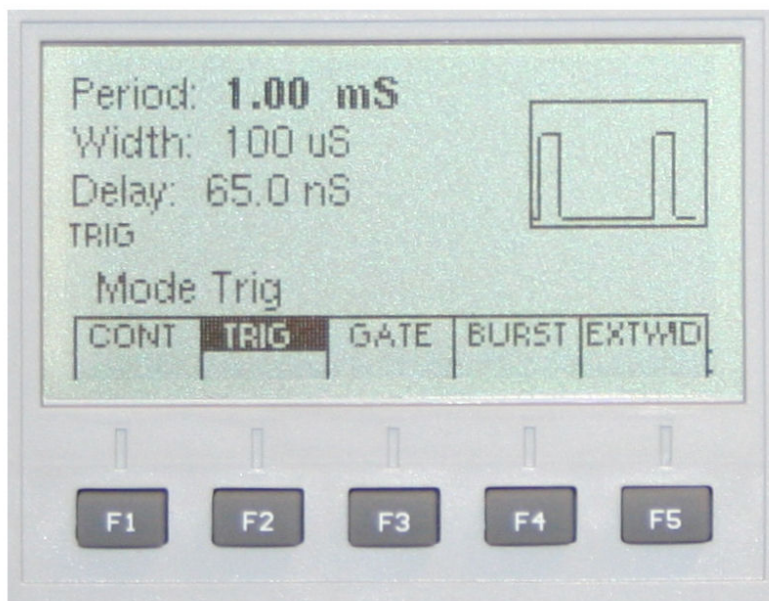 Period: 1.00 mS
Width: 100 uS
Delay: 65.0 nS
TRIG
Mode Trig
CONT TRIG GATE BURST EXTWID
F1 F2 F3 F4 F5